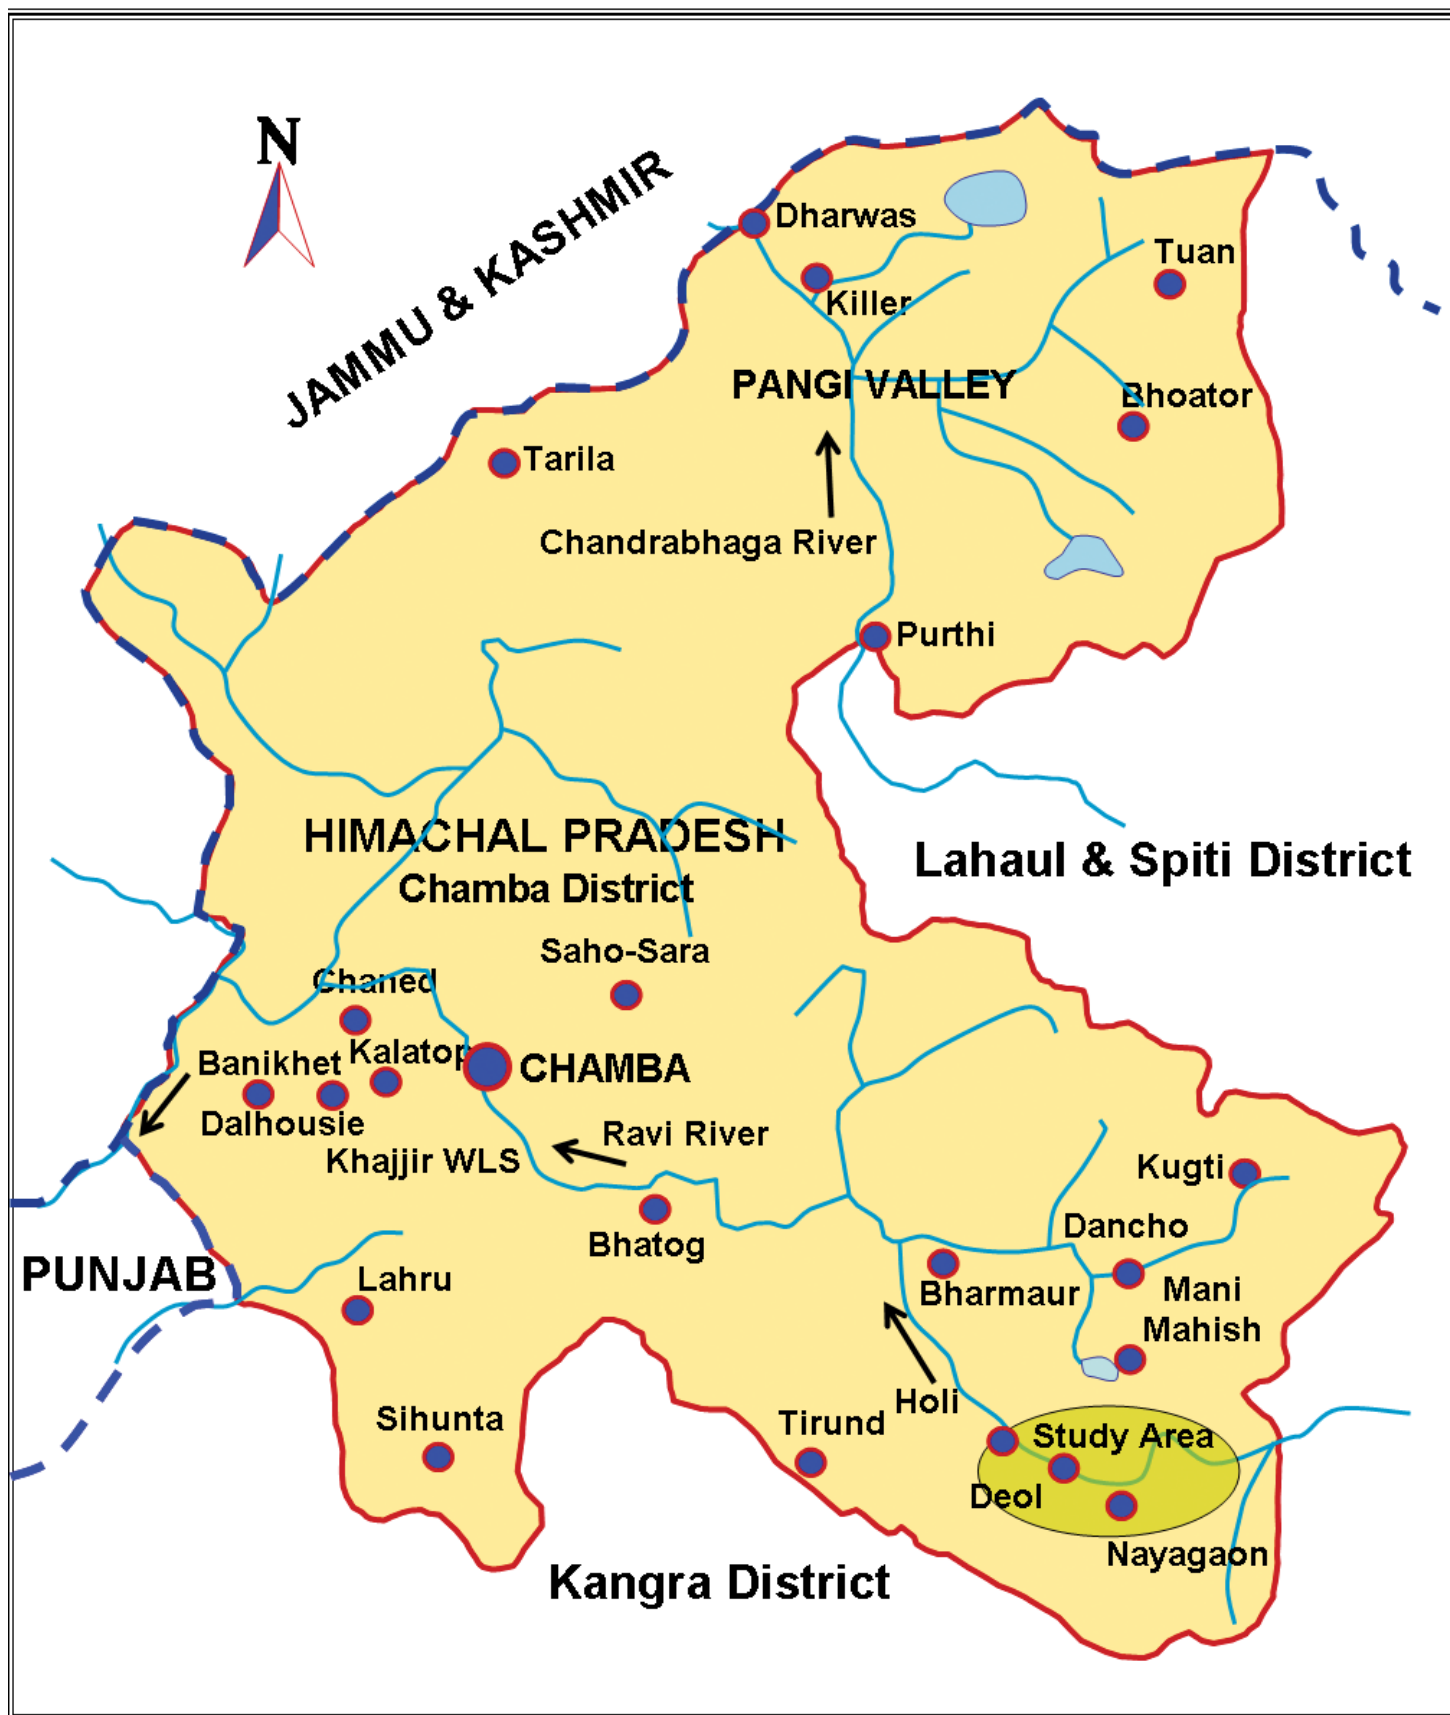 N
JAMMU & KASHMIR
Dharwas
Tuan
Killer
PANGI VALLEY
Bhoator
Tarila
Chandrabhaga River
Purthi
HIMACHAL PRADESH
Chamba District
Lahaul & Spiti District
Saho-Sara
Chaned
Kalatop
Banikhet
CHAMBA
Dalhousie
Ravi River
Khajjir WLS
Kugti
Dancho
Bhatog
PUNJAB
Lahru
Bharmaur
Mani
Mahish
Holi
Sihunta
Tirund
Study Area
Deol
Nayagaon
Kangra District